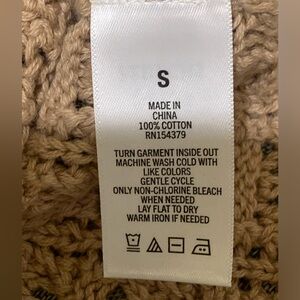 S
MADE IN
CHINA
100% COTTON
RN154379
TURN GARMENT INSIDE OUT
MACHINE WASH COLD WITH
LIKE COLORS
GENTLE CYCLE
ONLY NON-CHLORINE BLEACH
WHEN NEEDED
LAY FLAT TO DRY
WARM IRON IF NEEDED